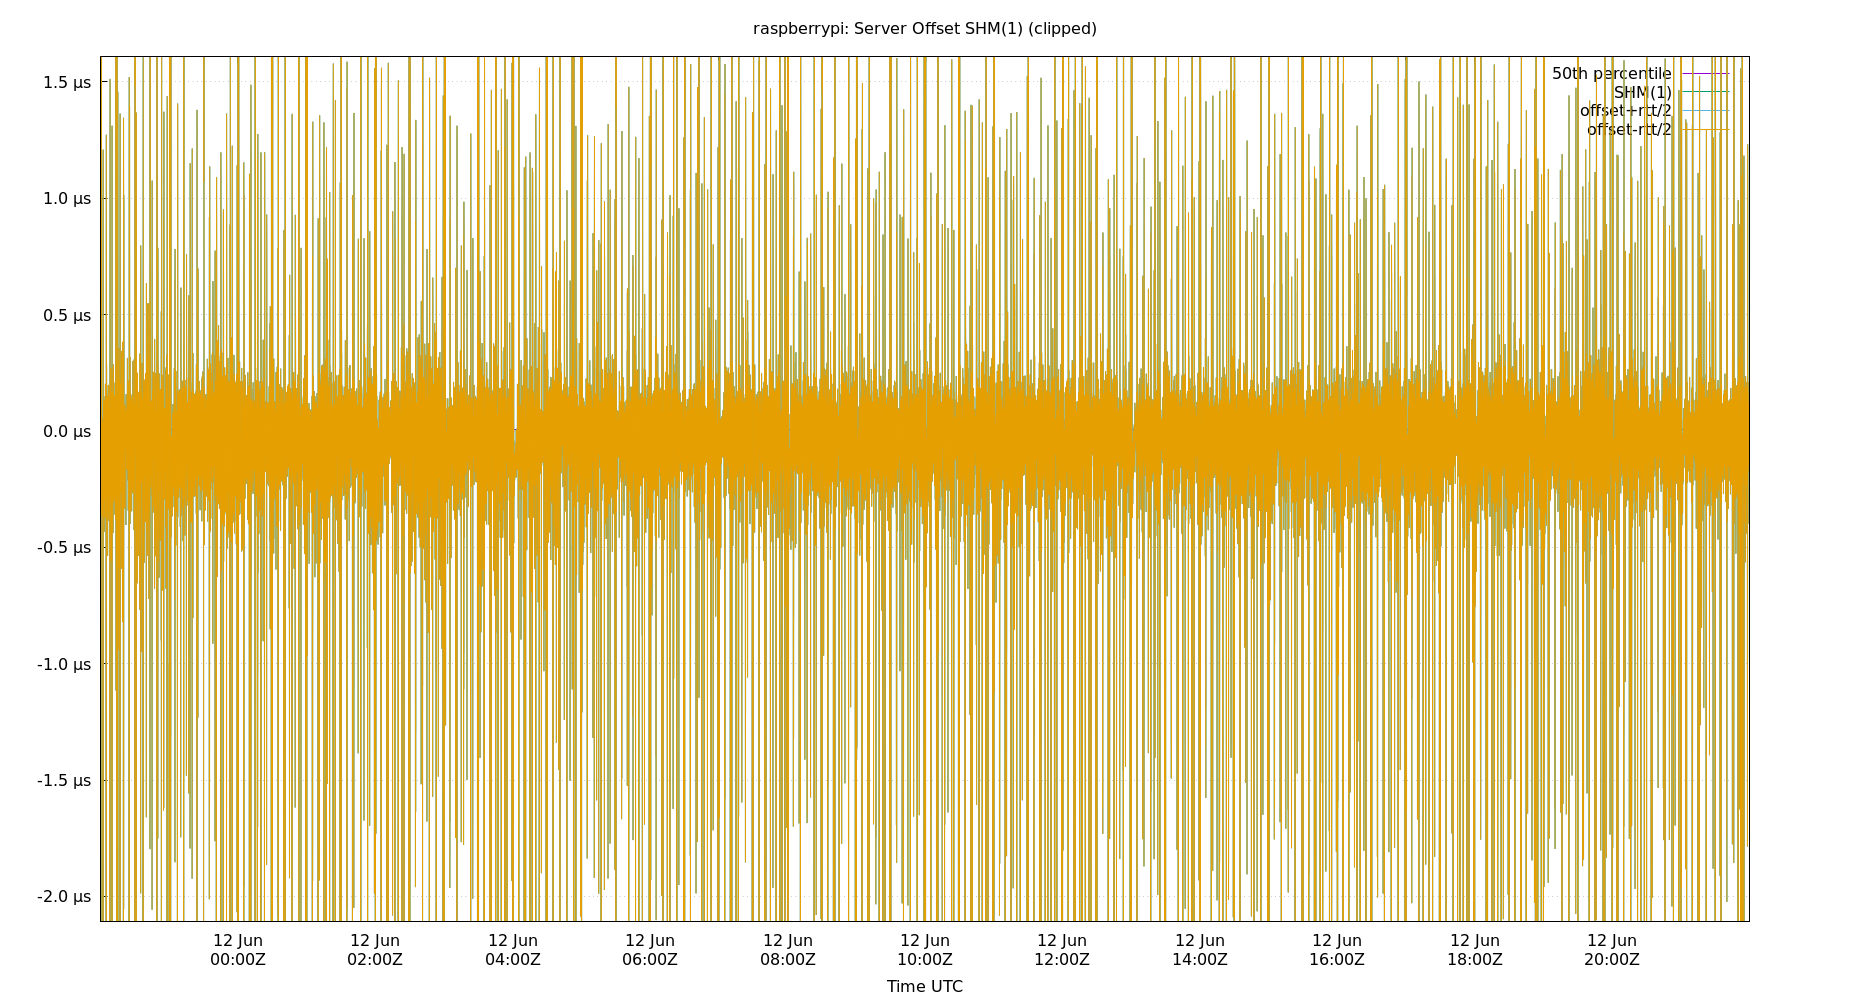 raspberrypi: Server Offset SHM(1) (clipped)
1.5 µs
1.0 µs
0.5 µs
0.0 µs
-0.5 µs
-1.0 µs
-1.5 µs
-2.0 µs
50th percentile
SHM(1)
offset+rtt/2
offset-rtt/2
12 Jun 12 Jun 12 Jun 12 Jun 12 Jun 12 Jun 12 Jun 12 Jun 12 Jun 12 Jun 12 Jun
00:00Z 02:00Z 04:00Z 06:00Z 08:00Z 10:00Z 12:00Z 14:00Z 16:00Z 18:00Z 20:00Z
Time UTC